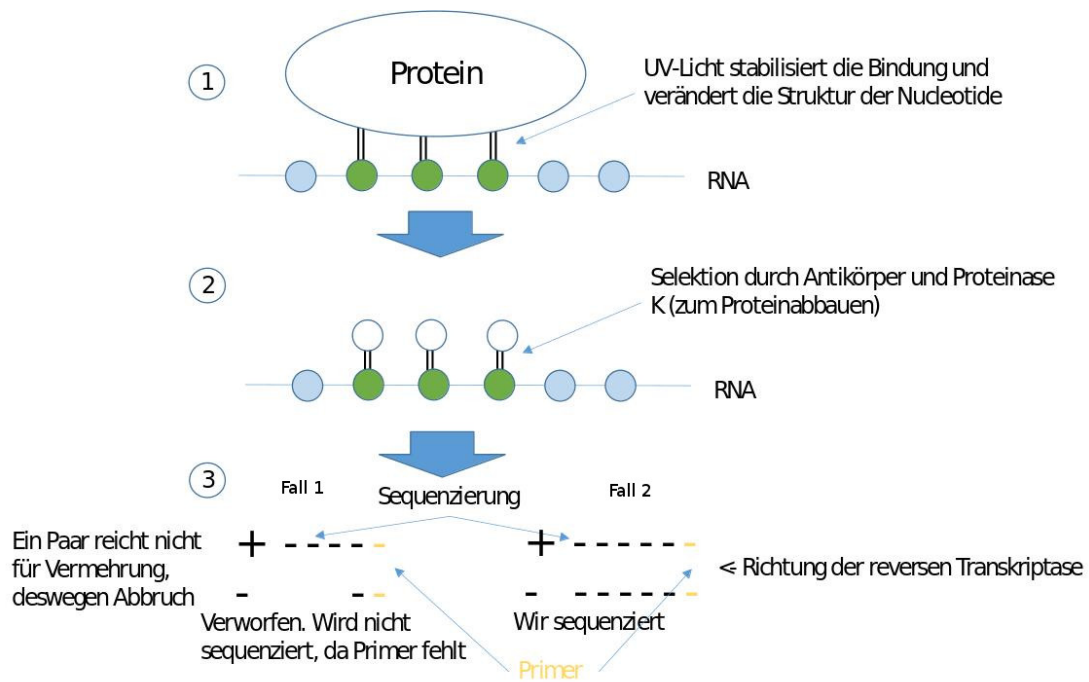 1
Protein
UV-Licht stabilisiert die Bindung und
verändert die Struktur der Nucleotide
RNA
2
Selektion durch Antikörper und Proteinase
K (zum Proteinabbauen)
RNA
3
Fall 1
Sequenzierung
Fall 2
Ein Paar reicht nicht
für Vermehrung,
deswegen Abbruch
+ - - - - -
+ - - - - - -
<- Richtung der reversen Transkriptase
- - -
- - - - - - -
Verworfen. Wird nicht
sequenziert, da Primer fehlt
Wir sequenziert
Primer